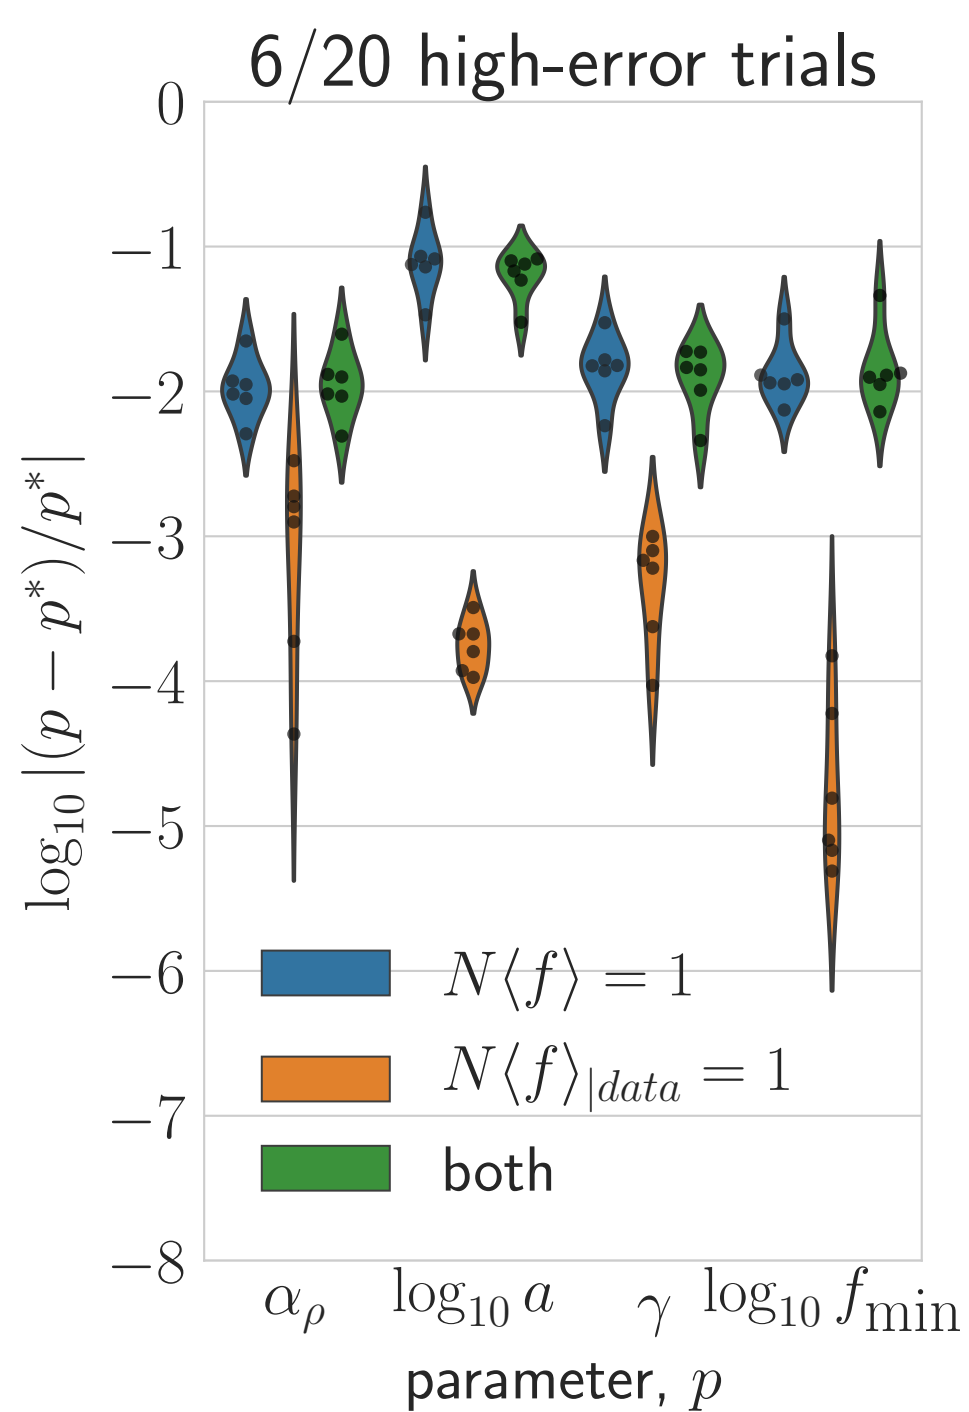 6/20 high-error trials
0
−1
−2
−3
−4
−5
−6
−7
−8
log₁₀|(p − p*)/p*|
N⟨f⟩ = 1
N⟨f⟩|data = 1
both
αρ log₁₀ a γ log₁₀ fmin
parameter, p